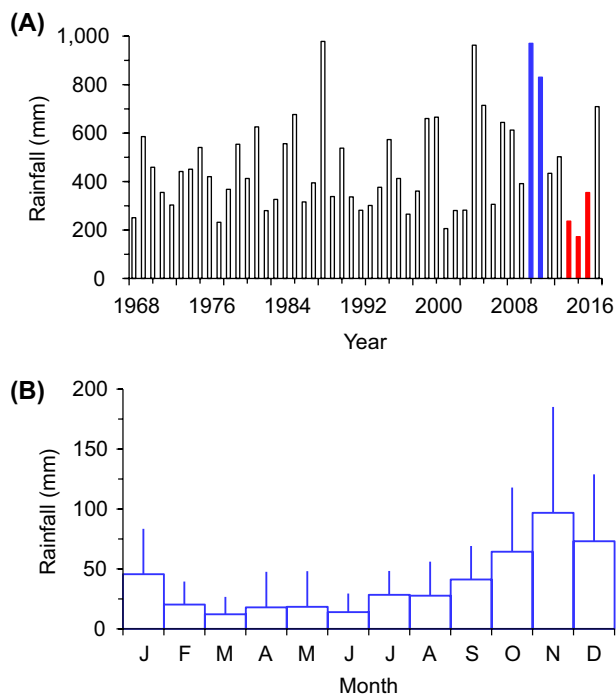 (A)
Rainfall (mm)
1,000
800
600
400
200
0
1968 1976 1984 1992 2000 2008 2016
Year
(B)
Rainfall (mm)
200
150
100
50
0
J F M A M J J A S O N D
Month